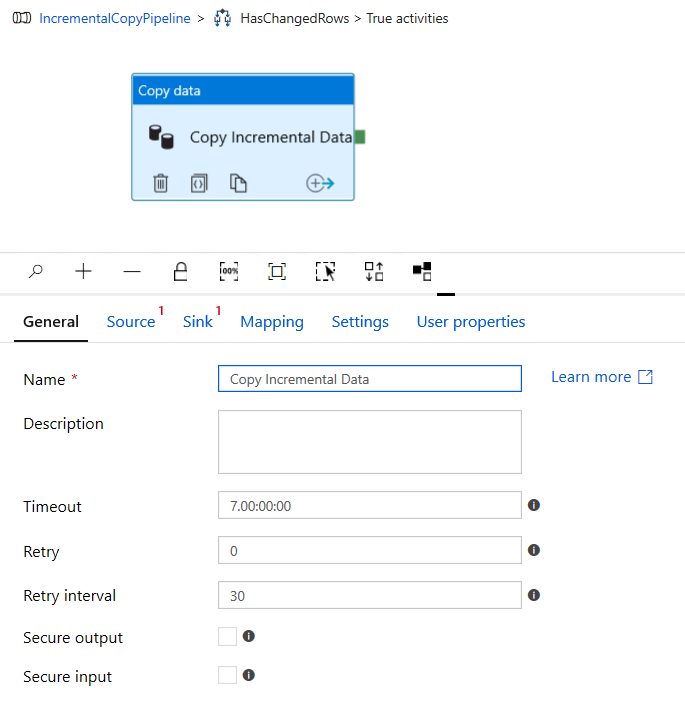 IncrementalCopyPipeline > HasChangedRows > True activities
Copy data
Copy Incremental Data
100%
General Source 1 Sink 1 Mapping Settings User properties
Name * Copy Incremental Data Learn more
Description
Timeout 7.00:00:00
Retry 0
Retry interval 30
Secure output
Secure input